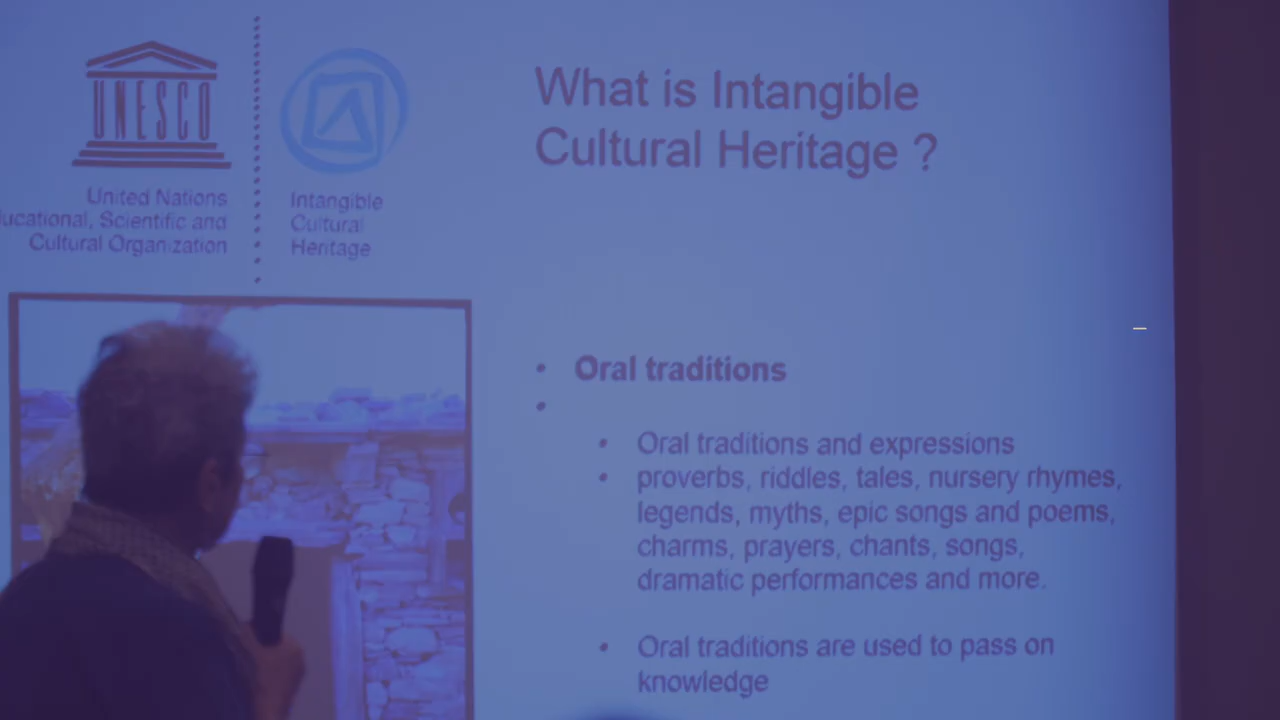 UNESCO
United Nations
ucational, Scientific and
Cultural Organization
Intangible
Cultural
Heritage
What is Intangible
Cultural Heritage ?
• Oral traditions
•
• Oral traditions and expressions
• proverbs, riddles, tales, nursery rhymes,
legends, myths, epic songs and poems,
charms, prayers, chants, songs,
dramatic performances and more.
• Oral traditions are used to pass on
knowledge